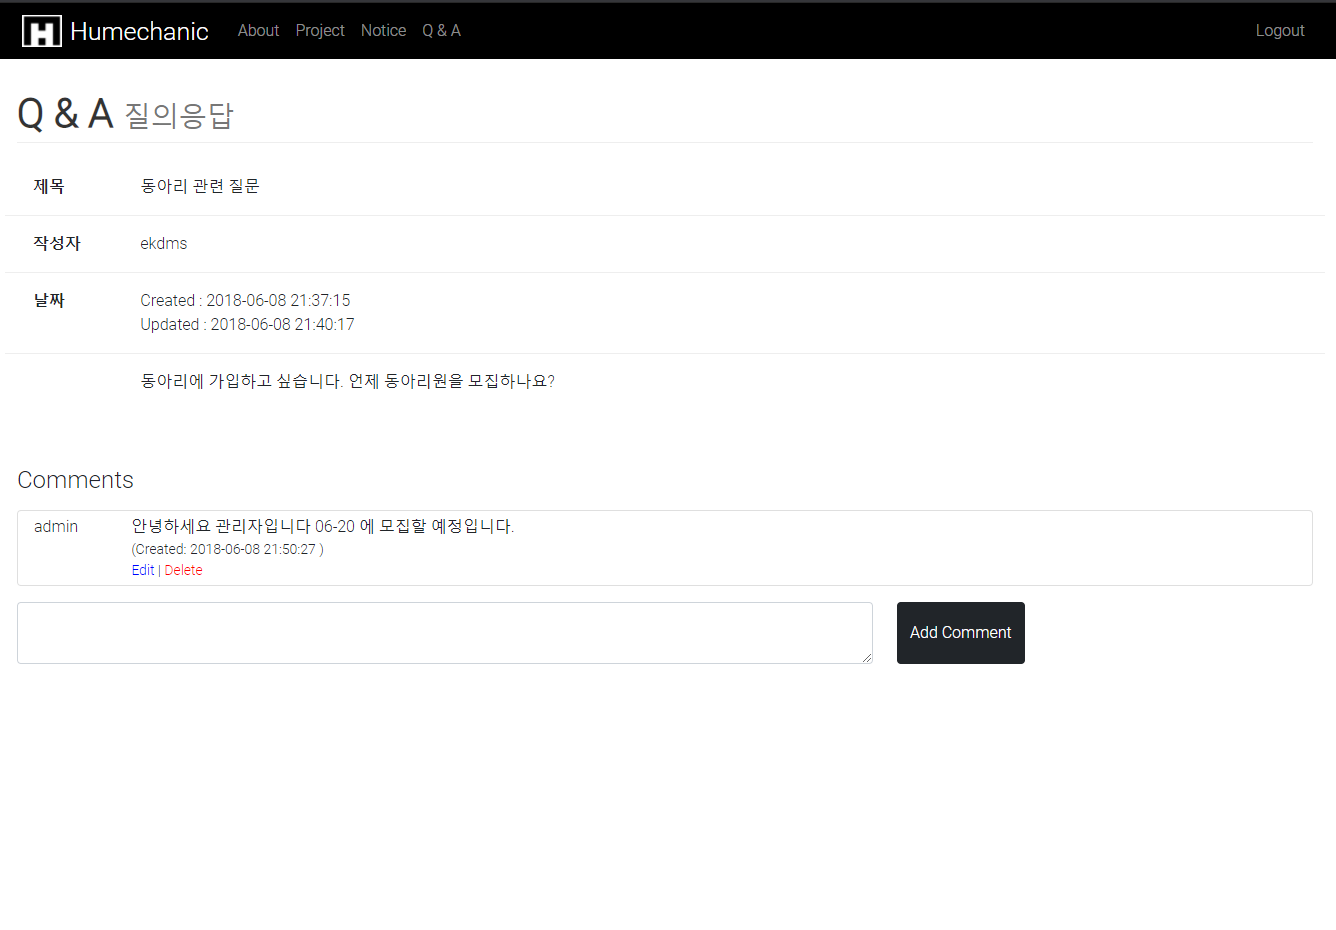 H Humechanic About Project Notice Q & A Logout
Q & A 질의응답
제목 동아리 관련 질문
작성자 ekdms
날짜 Created : 2018-06-08 21:37:15
Updated : 2018-06-08 21:40:17
동아리에 가입하고 싶습니다. 언제 동아리원을 모집하나요?
Comments
admin 안녕하세요 관리자입니다 06-20 에 모집할 예정입니다.
(Created: 2018-06-08 21:50:27 )
Edit | Delete
Add Comment